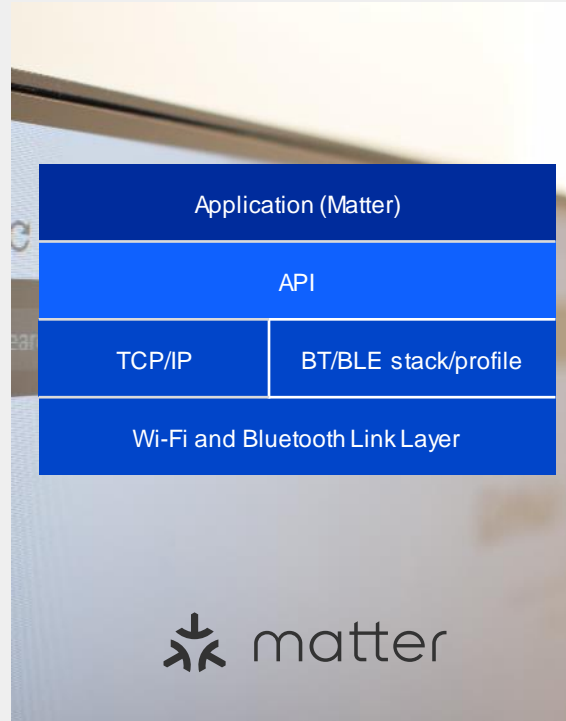 Application (Matter)
API
TCP/IP
BT/BLE stack/profile
Wi-Fi and Bluetooth Link Layer
matter